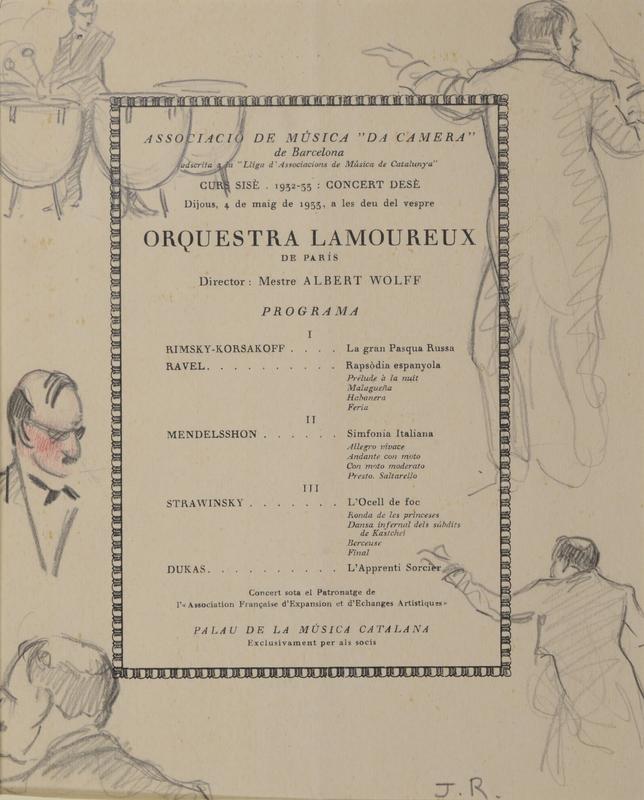 ASSOCIACIÓ DE MÚSICA "DA CAMERA"
de Barcelona
adscrita a la "Lliga d'Associacions de Música de Catalunya"
CURS SISÈ . 1932-33 : CONCERT DESÈ
Dijous, 4 de maig de 1933, a les deu del vespre
ORQUESTRA LAMOUREUX
DE PARÍS
Director : Mestre ALBERT WOLFF
PROGRAMA
I
RIMSKY-KORSAKOFF . . . . La gran Pasqua Russa
RAVEL. . . . . . . . . . Rapsòdia espanyola
Prélude à la nuit
Malagueña
Habanera
Feria
II
MENDELSSHON . . . . . . Simfonia Italiana
Allegro vivace
Andante con moto
Con moto moderato
Presto. Saltarello
III
STRAWINSKY . . . . . . . L'Ocell de foc
Ronda de les princeses
Dansa infernal dels súbdits
de Kastchei
Berceuse
Final
DUKAS. . . . . . . . . . L'Apprenti Sorcier
Concert sota el Patronatge de
l'«Association Française d'Expansion et d'Echanges Artistiques»
PALAU DE LA MÚSICA CATALANA
Exclusivament per als socis
J.R.